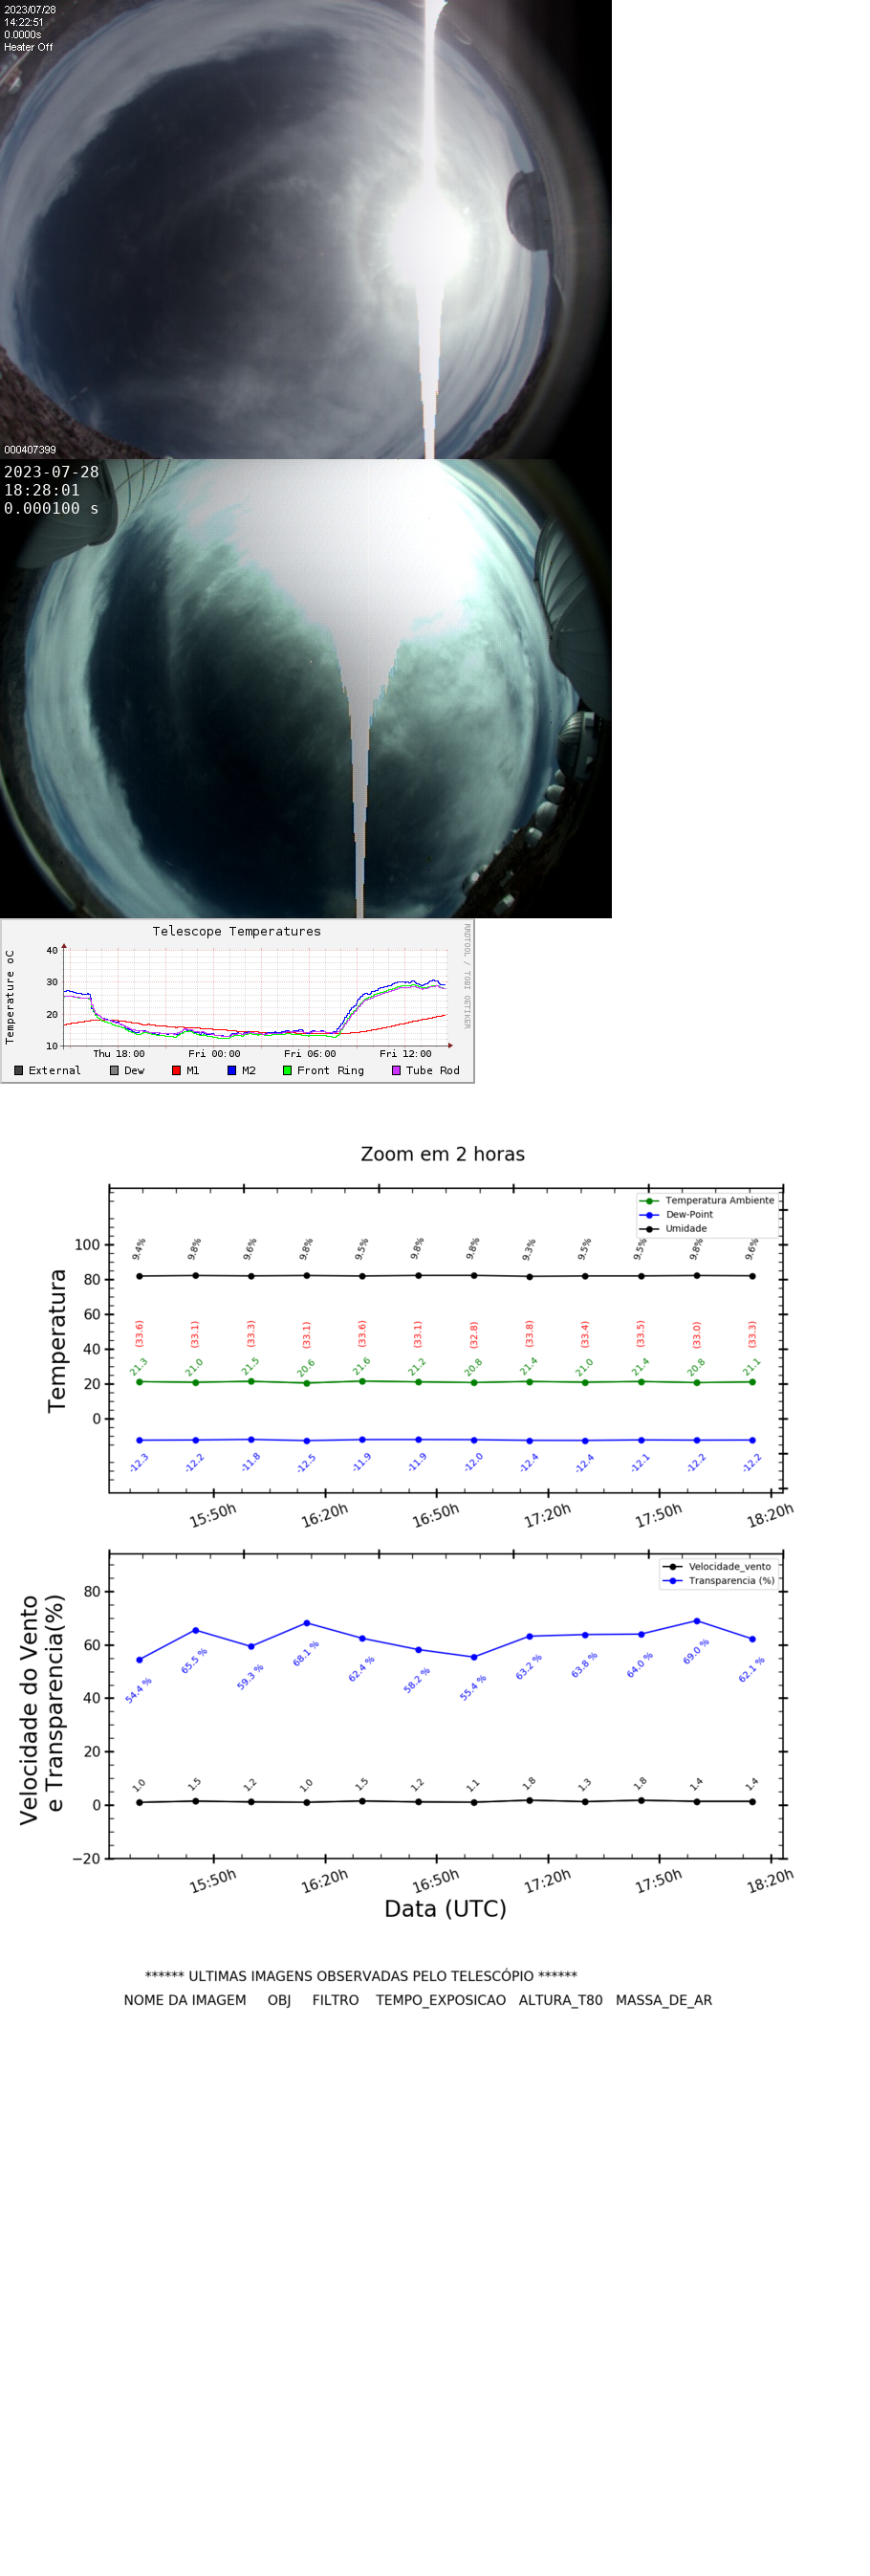 2023/07/28
14:22:51
0.0000s
Heater Off
000407399
2023-07-28
18:28:01
0.000100 s
Telescope Temperatures
RRDTOOL / TOBI OETIKER
Temperature oC
40
30
20
10
Thu 18:00 Fri 00:00 Fri 06:00 Fri 12:00
External Dew M1 M2 Front Ring Tube Rod
Zoom em 2 horas
Temperatura Ambiente
Dew-Point
Umidade
Temperatura
100
80
60
40
20
0
9.4% 9.8% 9.6% 9.8% 9.5% 9.8% 9.8% 9.3% 9.5% 9.5% 9.8% 9.6%
(33.6) (33.1) (33.3) (33.1) (33.6) (33.1) (32.8) (33.8) (33.4) (33.5) (33.0) (33.3)
21.3 21.0 21.5 20.6 21.6 21.2 20.8 21.4 21.0 21.4 20.8 21.1
-12.3 -12.2 -11.8 -12.5 -11.9 -11.9 -12.0 -12.4 -12.4 -12.1 -12.2 -12.2
15:50h 16:20h 16:50h 17:20h 17:50h 18:20h
Velocidade_vento
Transparencia (%)
Velocidade do Vento
e Transparencia(%)
80
60
40
20
0
−20
54.4 % 65.5 % 59.3 % 68.1 % 62.4 % 58.2 % 55.4 % 63.2 % 63.8 % 64.0 % 69.0 % 62.1 %
1.0 1.5 1.2 1.0 1.5 1.2 1.1 1.8 1.3 1.8 1.4 1.4
15:50h 16:20h 16:50h 17:20h 17:50h 18:20h
Data (UTC)
****** ULTIMAS IMAGENS OBSERVADAS PELO TELESCÓPIO ******
NOME DA IMAGEM OBJ FILTRO TEMPO_EXPOSICAO ALTURA_T80 MASSA_DE_AR